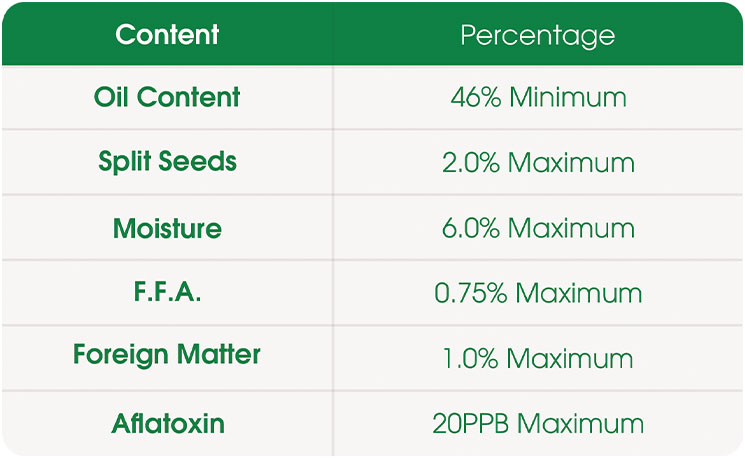 Content Percentage
Oil Content 46% Minimum
Split Seeds 2.0% Maximum
Moisture 6.0% Maximum
F.F.A. 0.75% Maximum
Foreign Matter 1.0% Maximum
Aflatoxin 20PPB Maximum